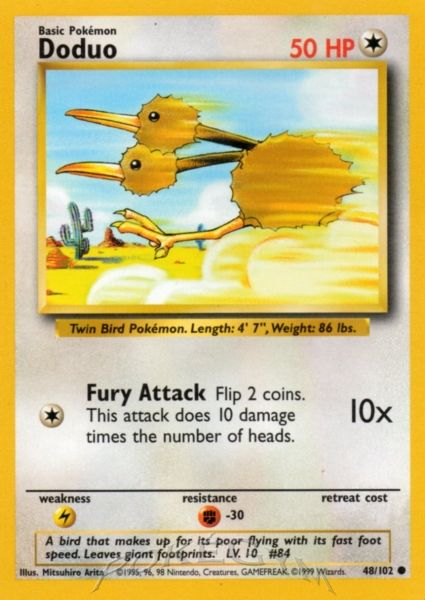 Basic Pokémon
Doduo 50 HP
Twin Bird Pokémon. Length: 4' 7", Weight: 86 lbs.
Fury Attack Flip 2 coins.
This attack does 10 damage
times the number of heads.
10x
weakness resistance retreat cost
-30
A bird that makes up for its poor flying with its fast foot
speed. Leaves giant footprints. LV. 10 #84
Illus. Mitsuhiro Arita ©1995, 96, 98 Nintendo, Creatures, GAMEFREAK. ©1999 Wizards. 48/102